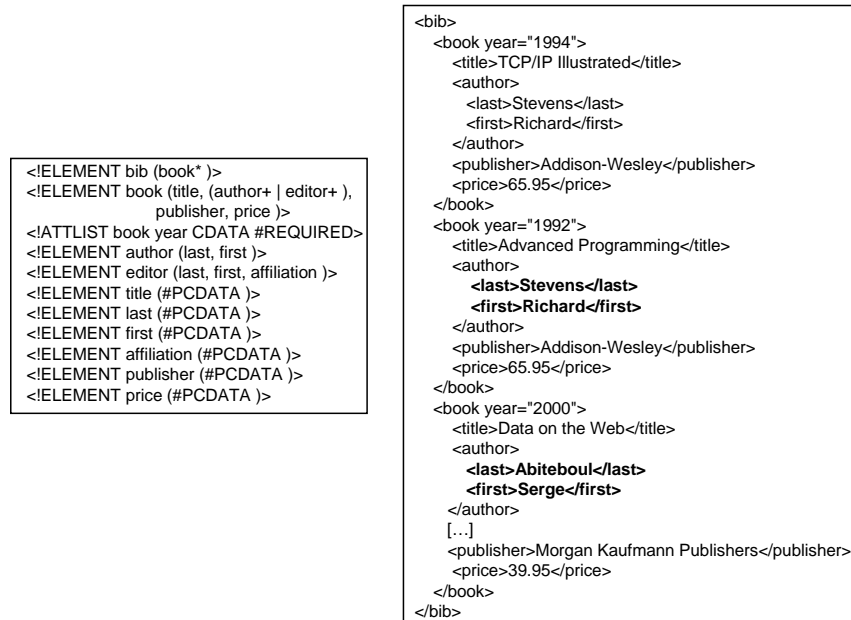 <!ELEMENT bib (book* )>
<!ELEMENT book (title, (author+ | editor+ ),
publisher, price )>
<!ATTLIST book year CDATA #REQUIRED>
<!ELEMENT author (last, first )>
<!ELEMENT editor (last, first, affiliation )>
<!ELEMENT title (#PCDATA )>
<!ELEMENT last (#PCDATA )>
<!ELEMENT first (#PCDATA )>
<!ELEMENT affiliation (#PCDATA )>
<!ELEMENT publisher (#PCDATA )>
<!ELEMENT price (#PCDATA )>
<bib>
<book year="1994">
<title>TCP/IP Illustrated</title>
<author>
<last>Stevens</last>
<first>Richard</first>
</author>
<publisher>Addison-Wesley</publisher>
<price>65.95</price>
</book>
<book year="1992">
<title>Advanced Programming</title>
<author>
<last>Stevens</last>
<first>Richard</first>
</author>
<publisher>Addison-Wesley</publisher>
<price>65.95</price>
</book>
<book year="2000">
<title>Data on the Web</title>
<author>
<last>Abiteboul</last>
<first>Serge</first>
</author>
[…]
<publisher>Morgan Kaufmann Publishers</publisher>
<price>39.95</price>
</book>
</bib>